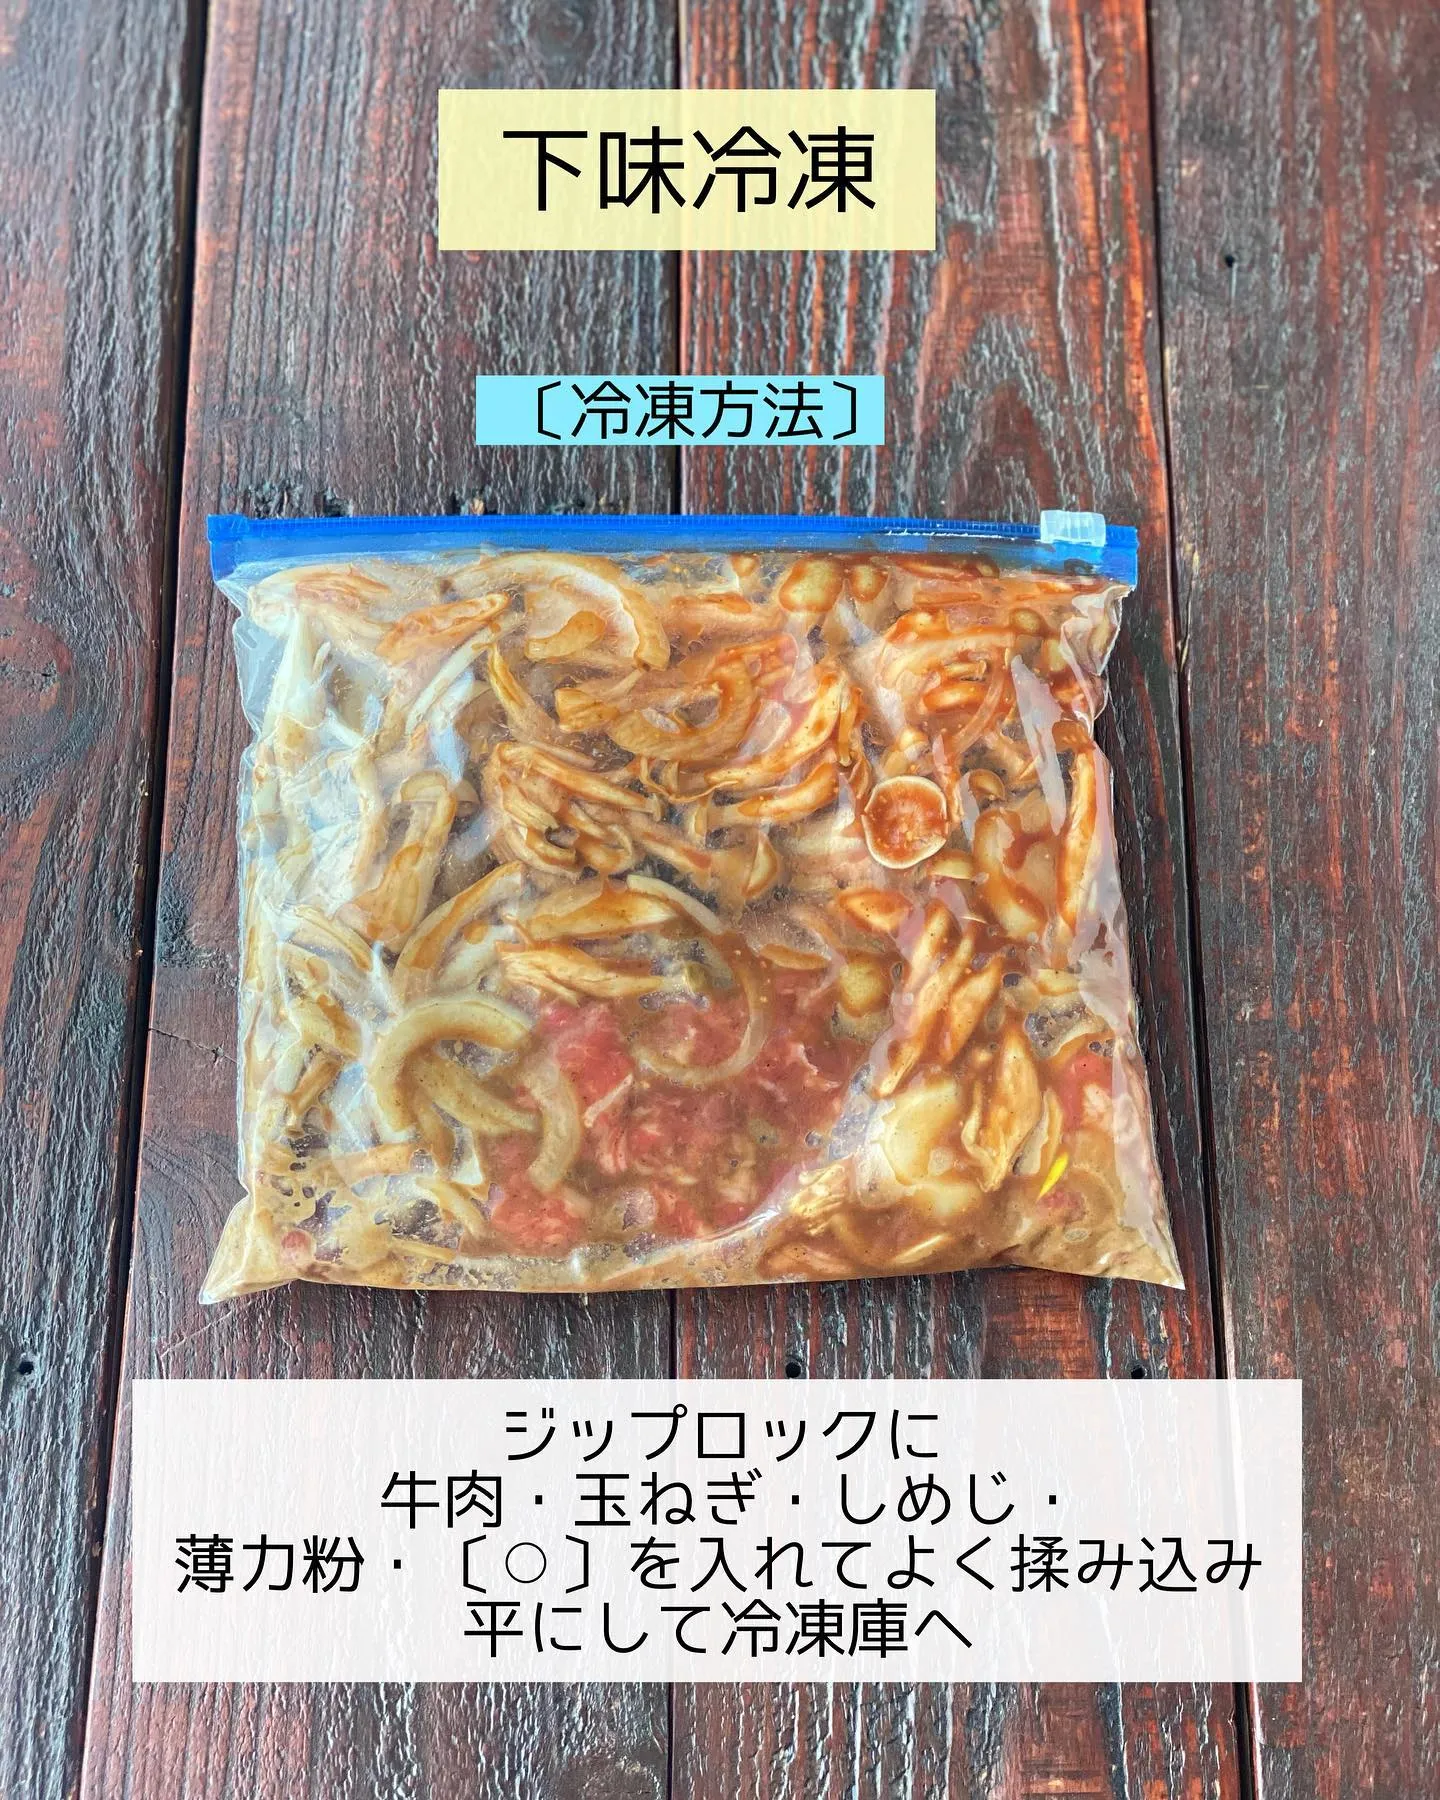 下味冷凍
〔冷凍方法〕
ジップロックに
牛肉・玉ねぎ・しめじ・
薄力粉・〔○〕を入れてよく揉み込み
平にして冷凍庫へ